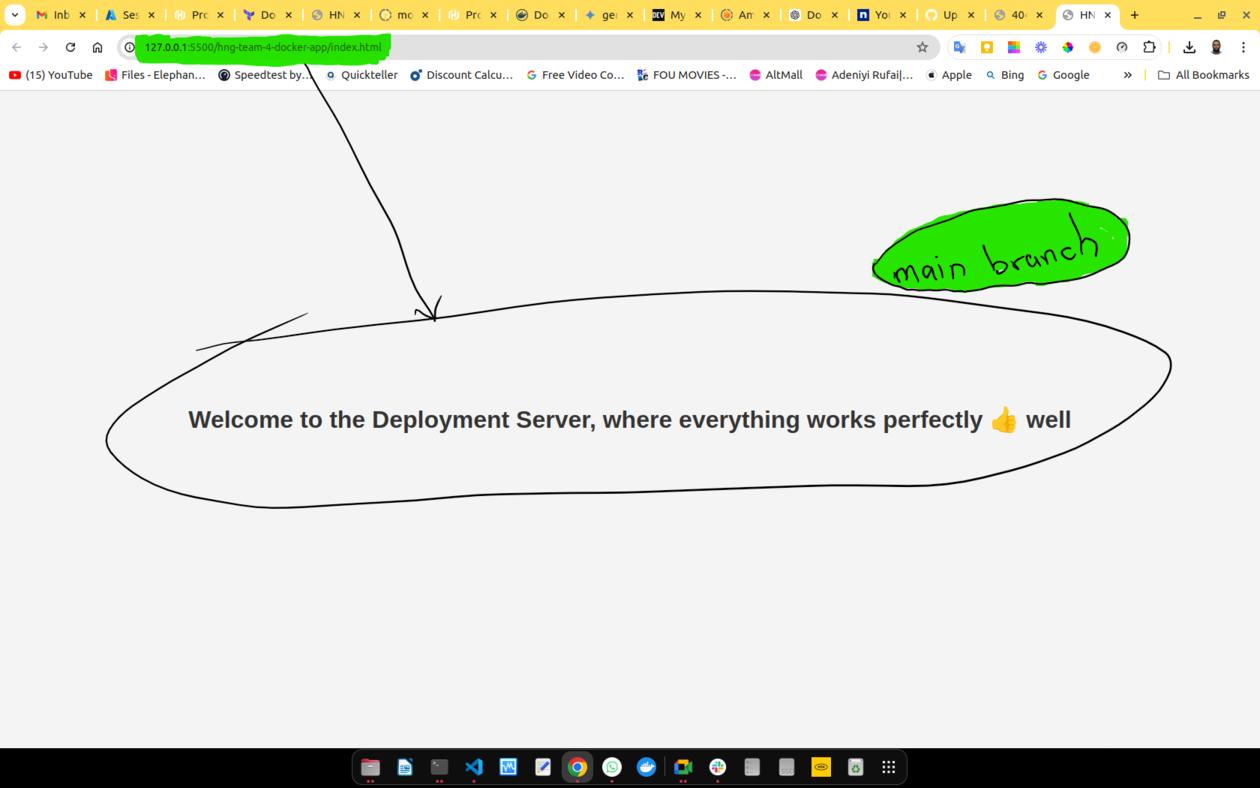 Inb
Ses
Pro
Do
HN
mo
Pro
Do
ge
DEV My
Am
Do
n You
Up
40
HN
127.0.0.1:5500/hng-team-4-docker-app/index.html
(15) YouTube
Files - Elephan...
Speedtest by...
Quickteller
Discount Calcu...
Free Video Co...
FOU MOVIES -...
AltMall
Adeniyi Rufai|...
Apple
Bing
Google
»
All Bookmarks
main branch
Welcome to the Deployment Server, where everything works perfectly 👍 well